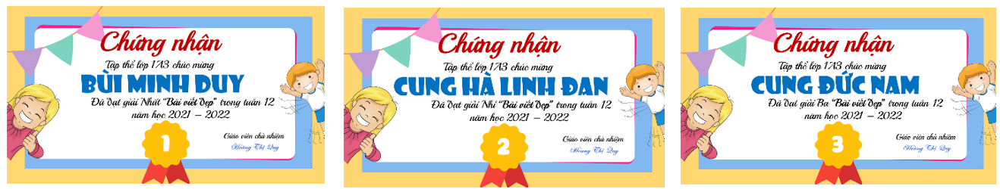 Chứng nhận
Tập thể lớp 1A3 chúc mừng
BÙI MINH DUY
Đã đạt giải Nhất "Bài viết đẹp" trong tuần 12
năm học 2021 – 2022
1
Giáo viên chủ nhiệm
Hoàng Thị Quy
Chứng nhận
Tập thể lớp 1A3 chúc mừng
CUNG HÀ LINH ĐAN
Đã đạt giải Nhì "Bài viết đẹp" trong tuần 12
năm học 2021 – 2022
2
Giáo viên chủ nhiệm
Hoang Thị Quy
Chứng nhận
Tập thể lớp 1A3 chúc mừng
CUNG ĐỨC NAM
Đã đạt giải Ba "Bài viết đẹp" trong tuần 12
năm học 2021 – 2022
3
Giáo viên chủ nhiệm
Hoàng Thị Quy